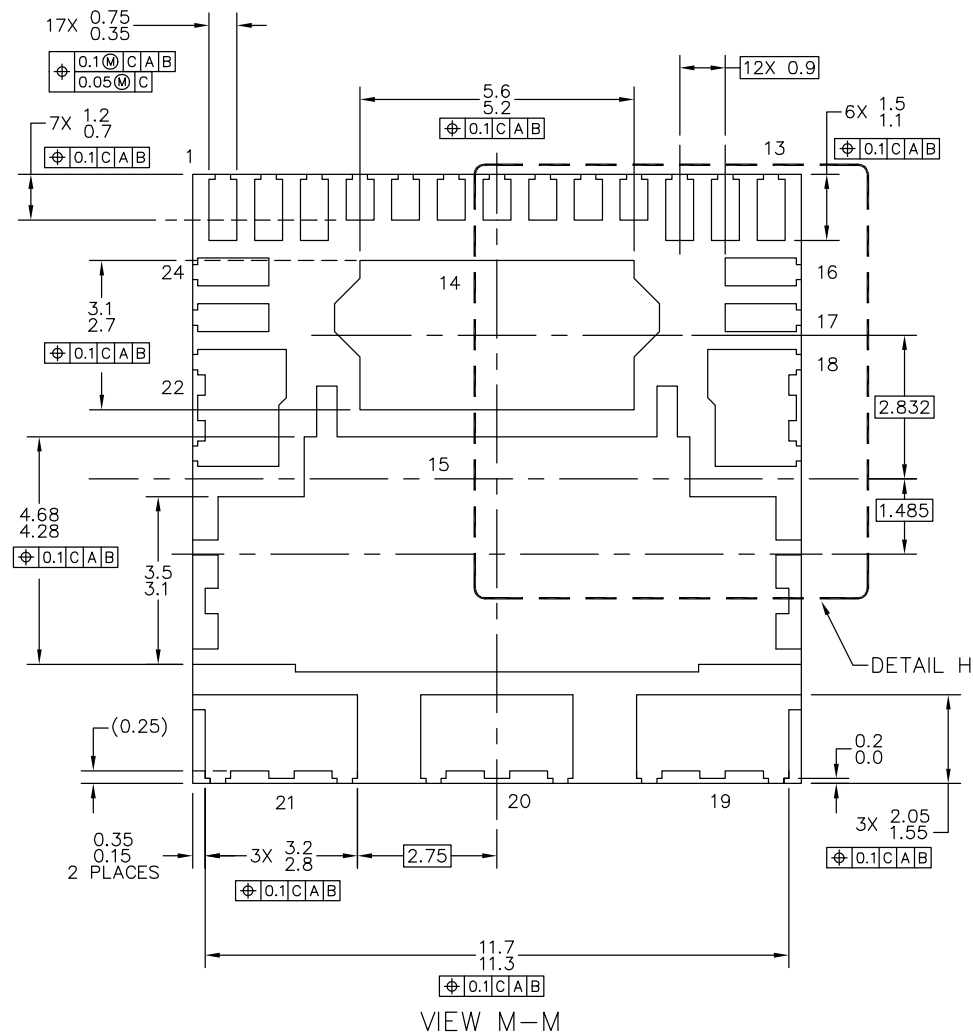 17X 0.75
0.35
⌖ 0.1Ⓜ C A B
0.05Ⓜ C
7X 1.2
0.7
⌖ 0.1 C A B
5.6
5.2
⌖ 0.1 C A B
12X 0.9
6X 1.5
1.1
⌖ 0.1 C A B
1
13
24
14
16
3.1
2.7
⌖ 0.1 C A B
17
22
18
2.832
15
1.485
4.68
4.28
⌖ 0.1 C A B
3.5
3.1
DETAIL H
(0.25)
0.2
0.0
21
20
19
0.35
0.15
2 PLACES
3X 3.2
2.8
⌖ 0.1 C A B
2.75
3X 2.05
1.55
⌖ 0.1 C A B
11.7
11.3
⌖ 0.1 C A B
VIEW M-M